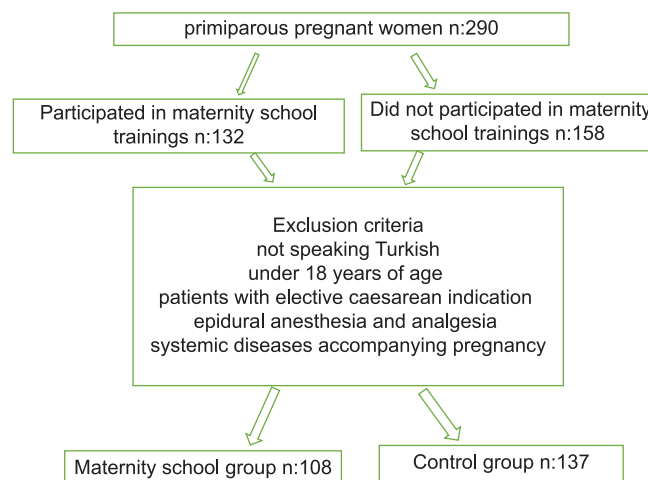 primiparous pregnant women n:290
Participated in maternity school
trainings n:132
Did not participated in maternity
school trainings n:158
Exclusion criteria
not speaking Turkish
under 18 years of age
patients with elective caesarean indication
epidural anesthesia and analgesia
systemic diseases accompanying pregnancy
Maternity school group n:108
Control group n:137